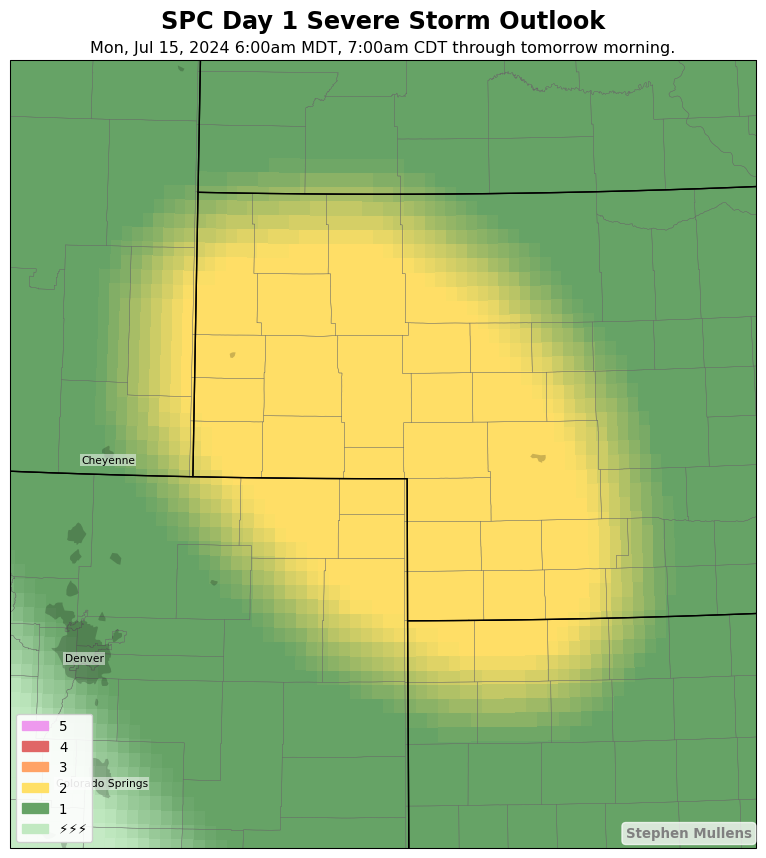 SPC Day 1 Severe Storm Outlook
Mon, Jul 15, 2024 6:00am MDT, 7:00am CDT through tomorrow morning.
Cheyenne
Denver
Colorado Springs
5
4
3
2
1
⚡⚡⚡
Stephen Mullens